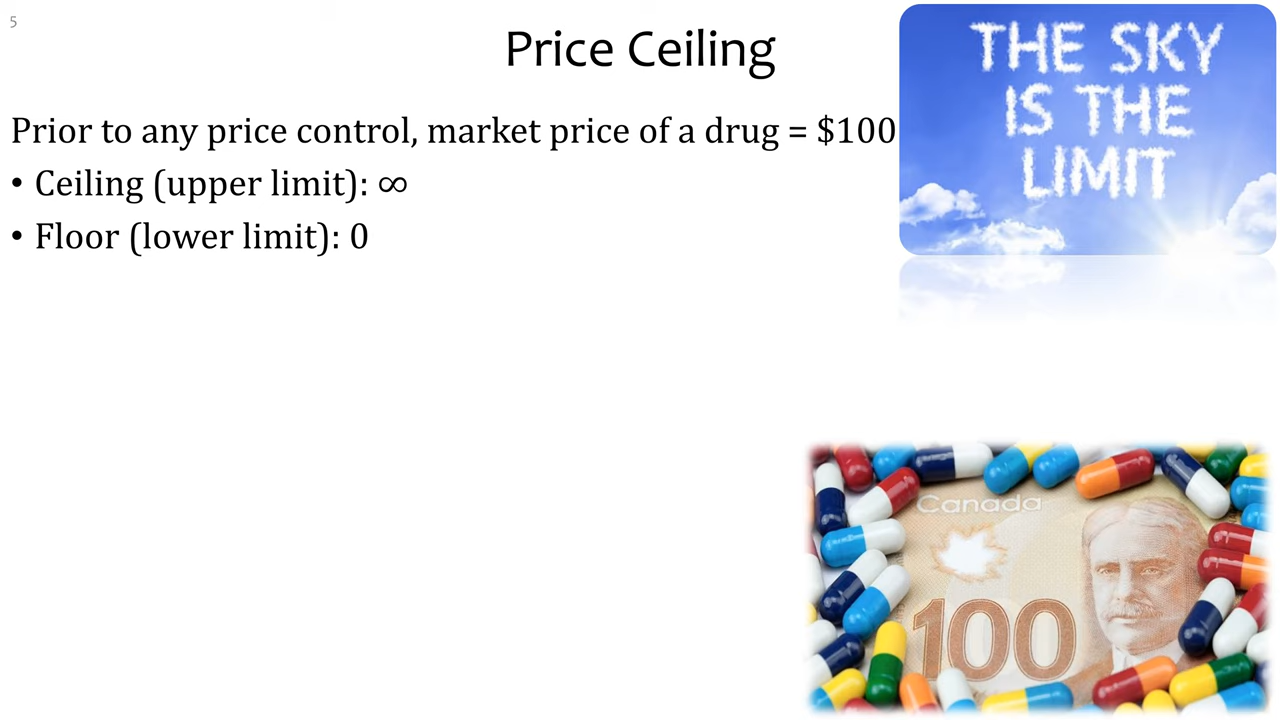 5
Price Ceiling
THE SKY
IS THE
LIMIT
Prior to any price control, market price of a drug = $100
• Ceiling (upper limit): ∞
• Floor (lower limit): 0
Canada
100